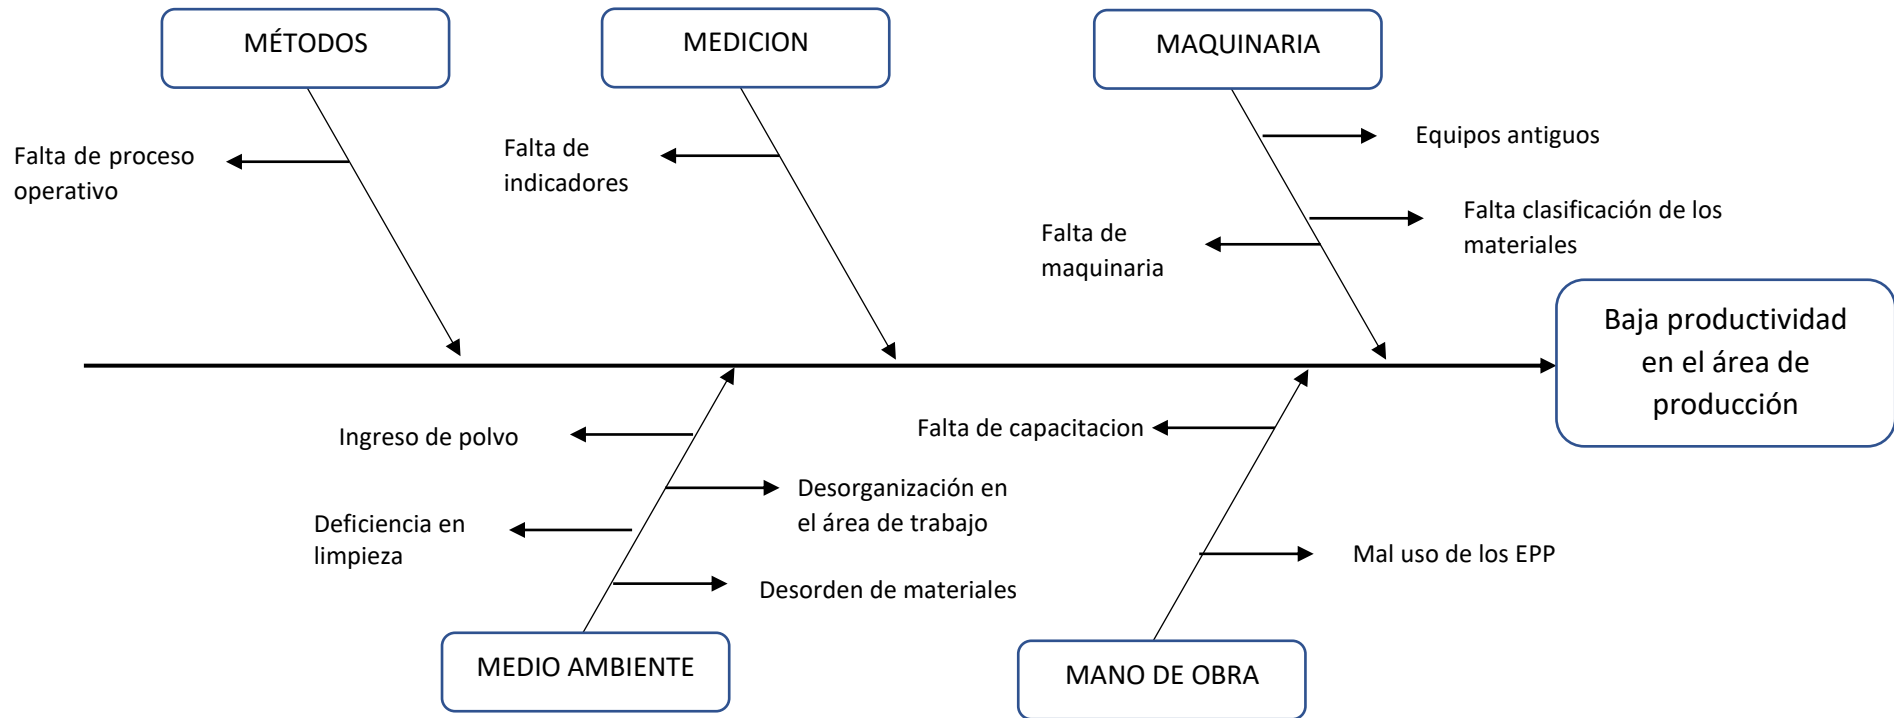 MÉTODOS
MEDICION
MAQUINARIA
Falta de proceso
operativo
Falta de
indicadores
Equipos antiguos
Falta clasificación de los
materiales
Falta de
maquinaria
Baja productividad
en el área de
producción
Ingreso de polvo
Desorganización en
el área de trabajo
Deficiencia en
limpieza
Desorden de materiales
Falta de capacitacion
Mal uso de los EPP
MEDIO AMBIENTE
MANO DE OBRA